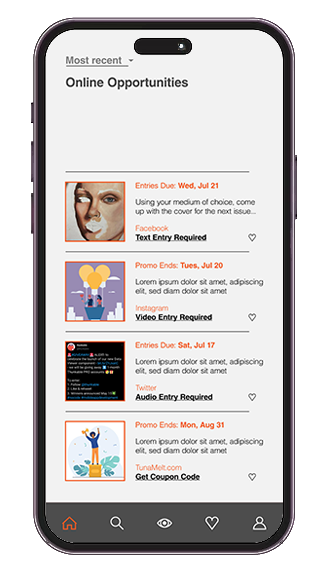 Most recent
Online Opportunities
Entries Due: Wed, Jul 21
Using your medium of choice, come
up with the cover for the next issue...
Facebook
Text Entry Required
Promo Ends: Tues, Jul 20
Lorem ipsum dolor sit amet, adipiscing
elit, sed diam dolor sit amet
Instagram
Video Entry Required
Entries Due: Sat, Jul 17
Lorem ipsum dolor sit amet, adipiscing
elit, sed diam dolor sit amet
Twitter
Audio Entry Required
Promo Ends: Mon, Aug 31
Lorem ipsum dolor sit amet, adipiscing
elit, sed diam dolor sit amet
TunaMelt.com
Get Coupon Code